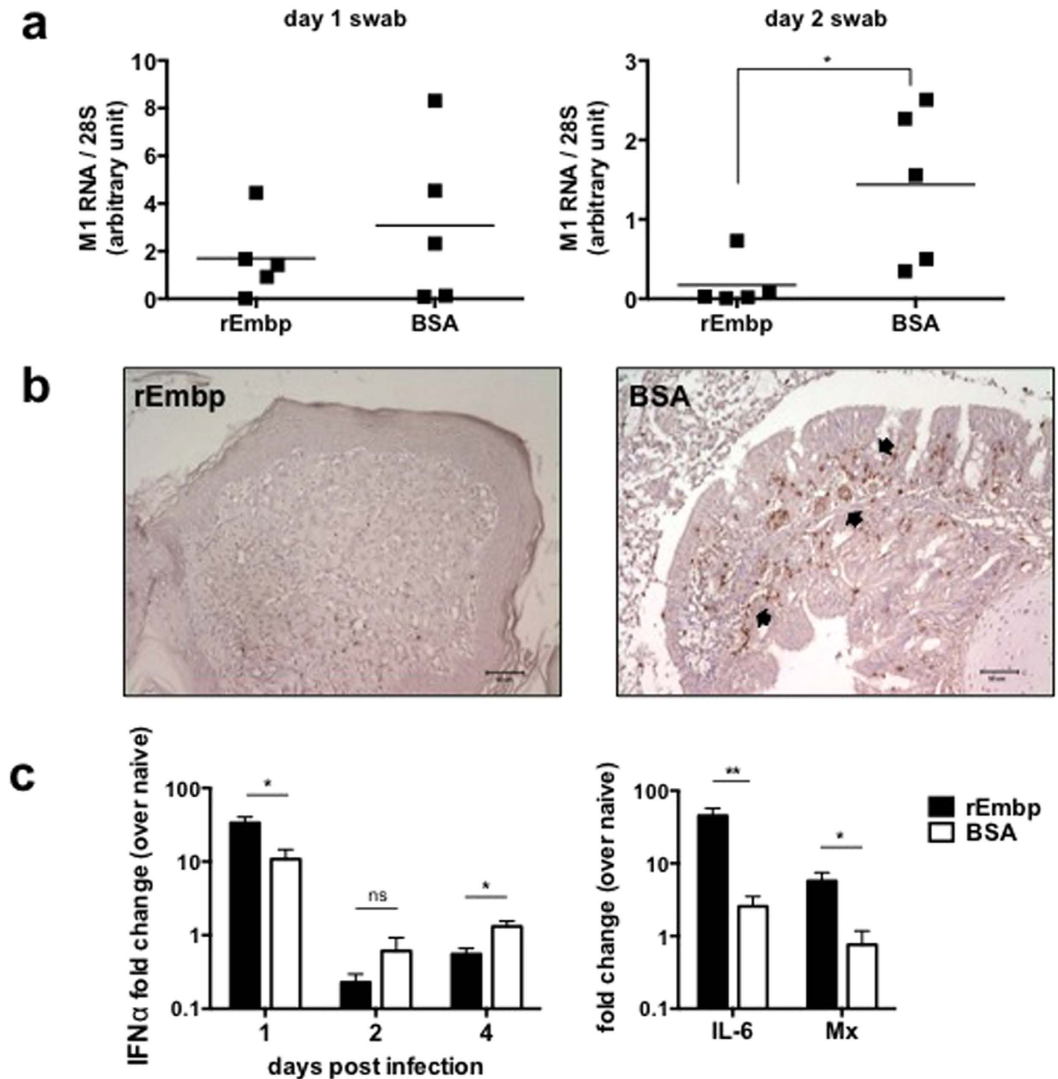 a
day 1 swab
day 2 swab
M1 RNA / 28S
(arbitrary unit)
10
8
6
4
2
0
rEmbp
BSA
M1 RNA / 28S
(arbitrary unit)
3
2
1
0
*
rEmbp
BSA
b
rEmbp
BSA
c
IFNα fold change (over naive)
100
10
1
0.1
*
ns
*
1
2
4
days post infection
fold change (over naive)
100
10
1
0.1
**
*
IL-6
Mx
rEmbp
BSA